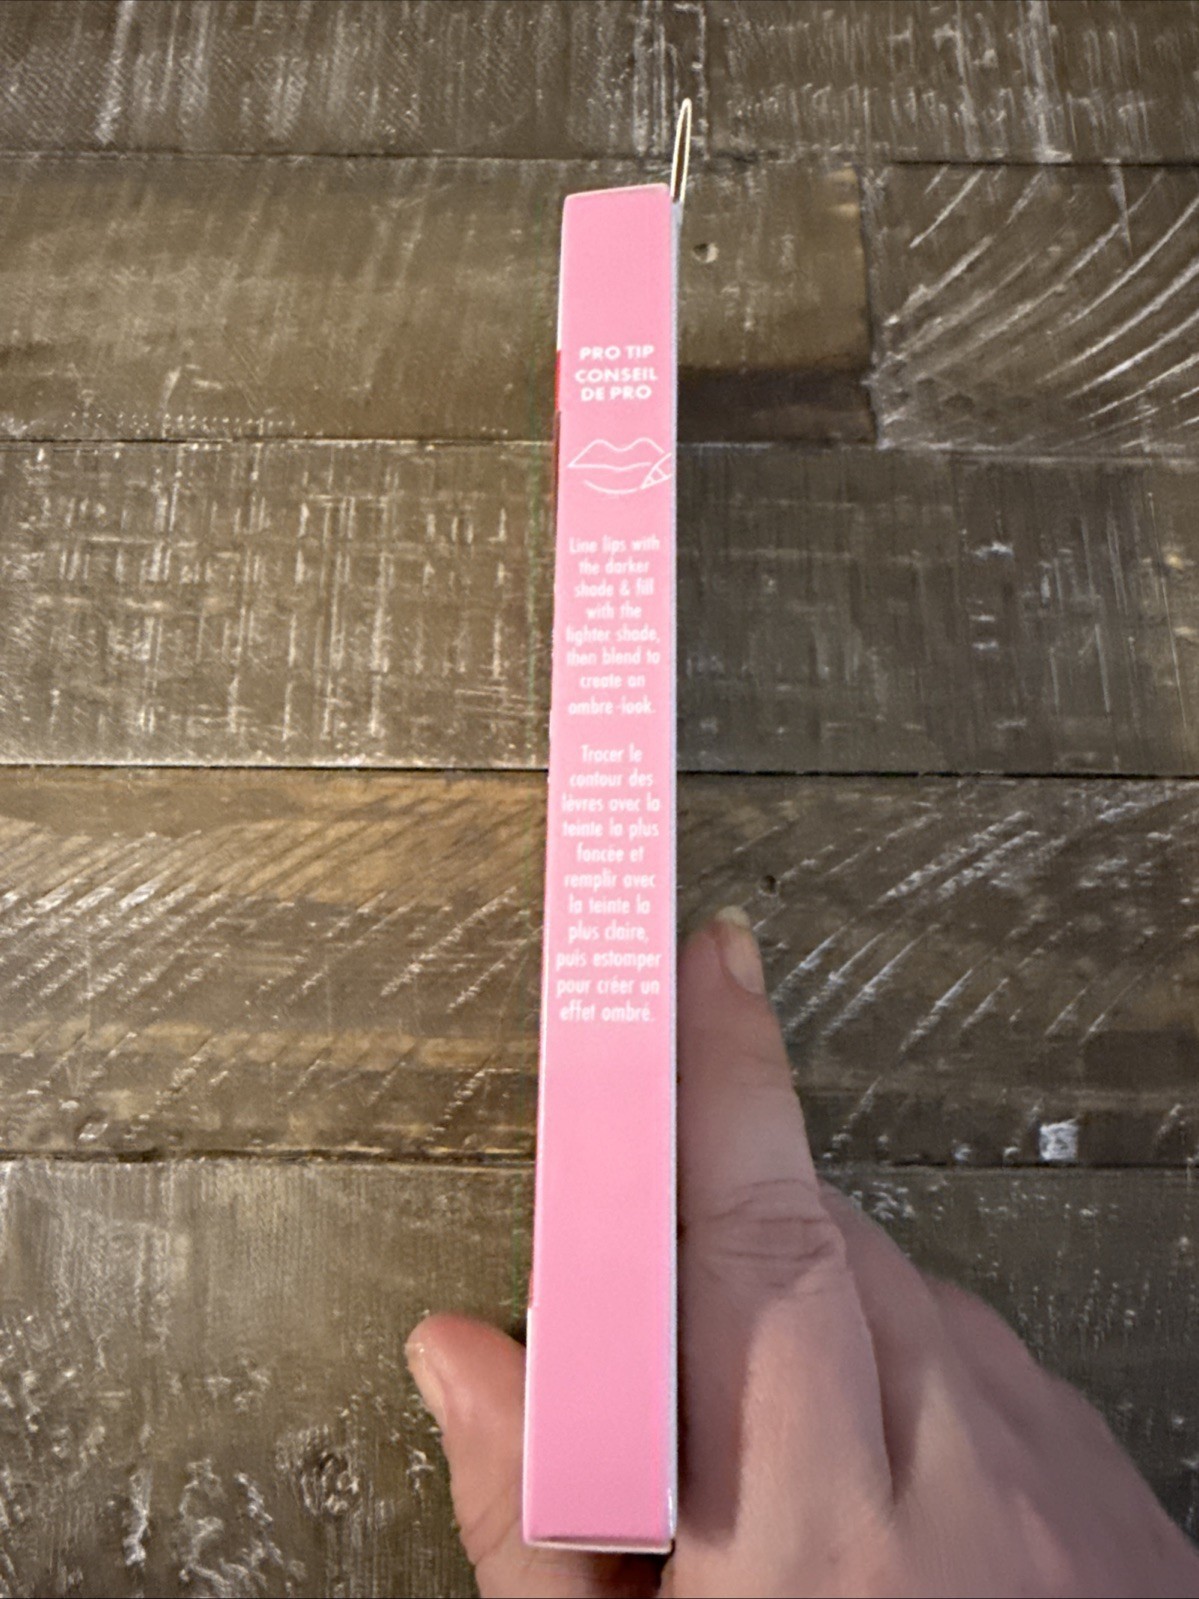 PRO TIP
CONSEIL
DE PRO
Line lips with
the darker
shade & fill
with the
lighter shade,
then blend to
create an
ombre-look.
Tracer le
contour des
lèvres avec la
teinte la plus
foncée et
remplir avec
la teinte la
plus claire,
puis estomper
pour créer un
effet ombré.